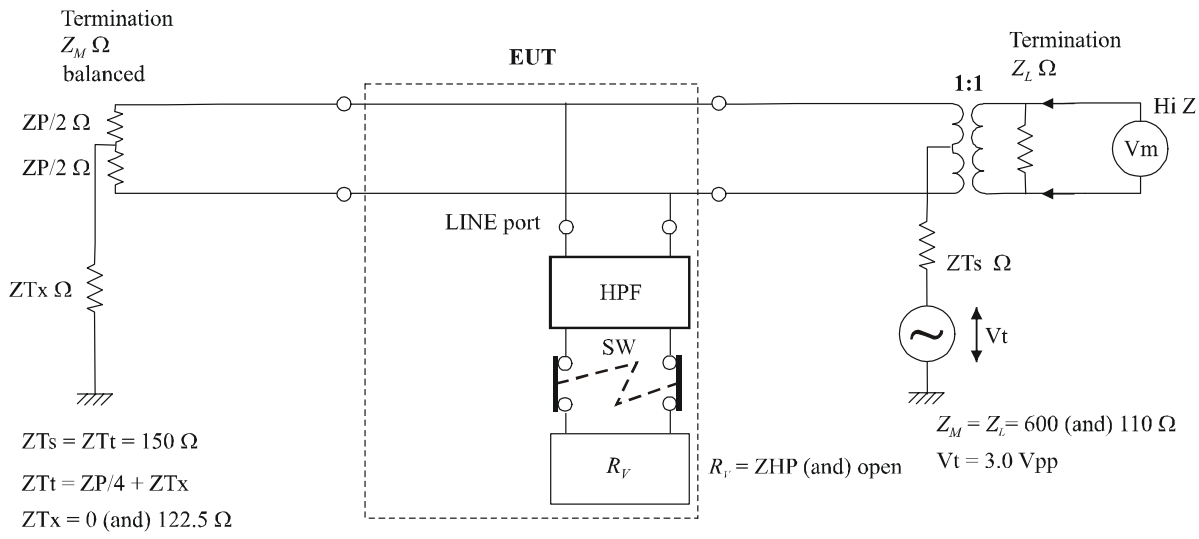 Termination
Z_M Ω
balanced
EUT
Termination
Z_L Ω
1:1
Hi Z
ZP/2 Ω
Vm
ZP/2 Ω
LINE port
ZTx Ω
ZTs Ω
HPF
SW
Vt
ZTs = ZTt = 150 Ω
Z_M = Z_L= 600 (and) 110 Ω
R_V
R_V = ZHP (and) open
Vt = 3.0 Vpp
ZTt = ZP/4 + ZTx
ZTx = 0 (and) 122.5 Ω